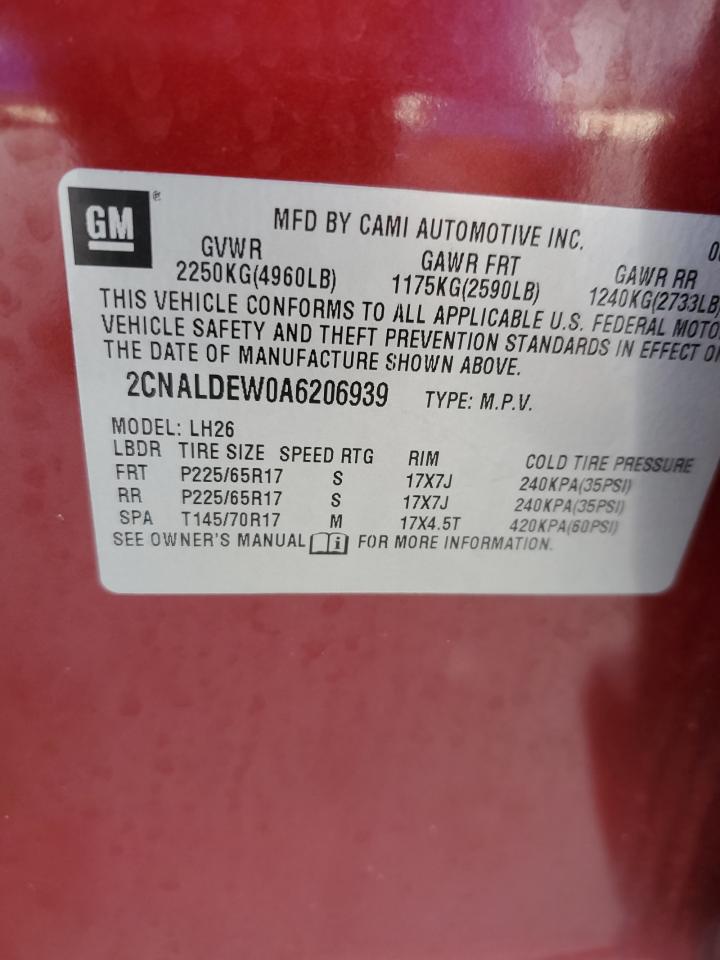 GM ®
MFD BY CAMI AUTOMOTIVE INC.
GVWR GAWR FRT GAWR RR
2250KG(4960LB) 1175KG(2590LB) 1240KG(2733LB
THIS VEHICLE CONFORMS TO ALL APPLICABLE U.S. FEDERAL MOTO
VEHICLE SAFETY AND THEFT PREVENTION STANDARDS IN EFFECT O
THE DATE OF MANUFACTURE SHOWN ABOVE.
2CNALDEW0A6206939 TYPE: M.P.V.
MODEL: LH26
LBDR TIRE SIZE SPEED RTG RIM COLD TIRE PRESSURE
FRT P225/65R17 S 17X7J 240KPA(35PSI)
RR P225/65R17 S 17X7J 240KPA(35PSI)
SPA T145/70R17 M 17X4.5T 420KPA(60PSI)
SEE OWNER'S MANUAL i FOR MORE INFORMATION.